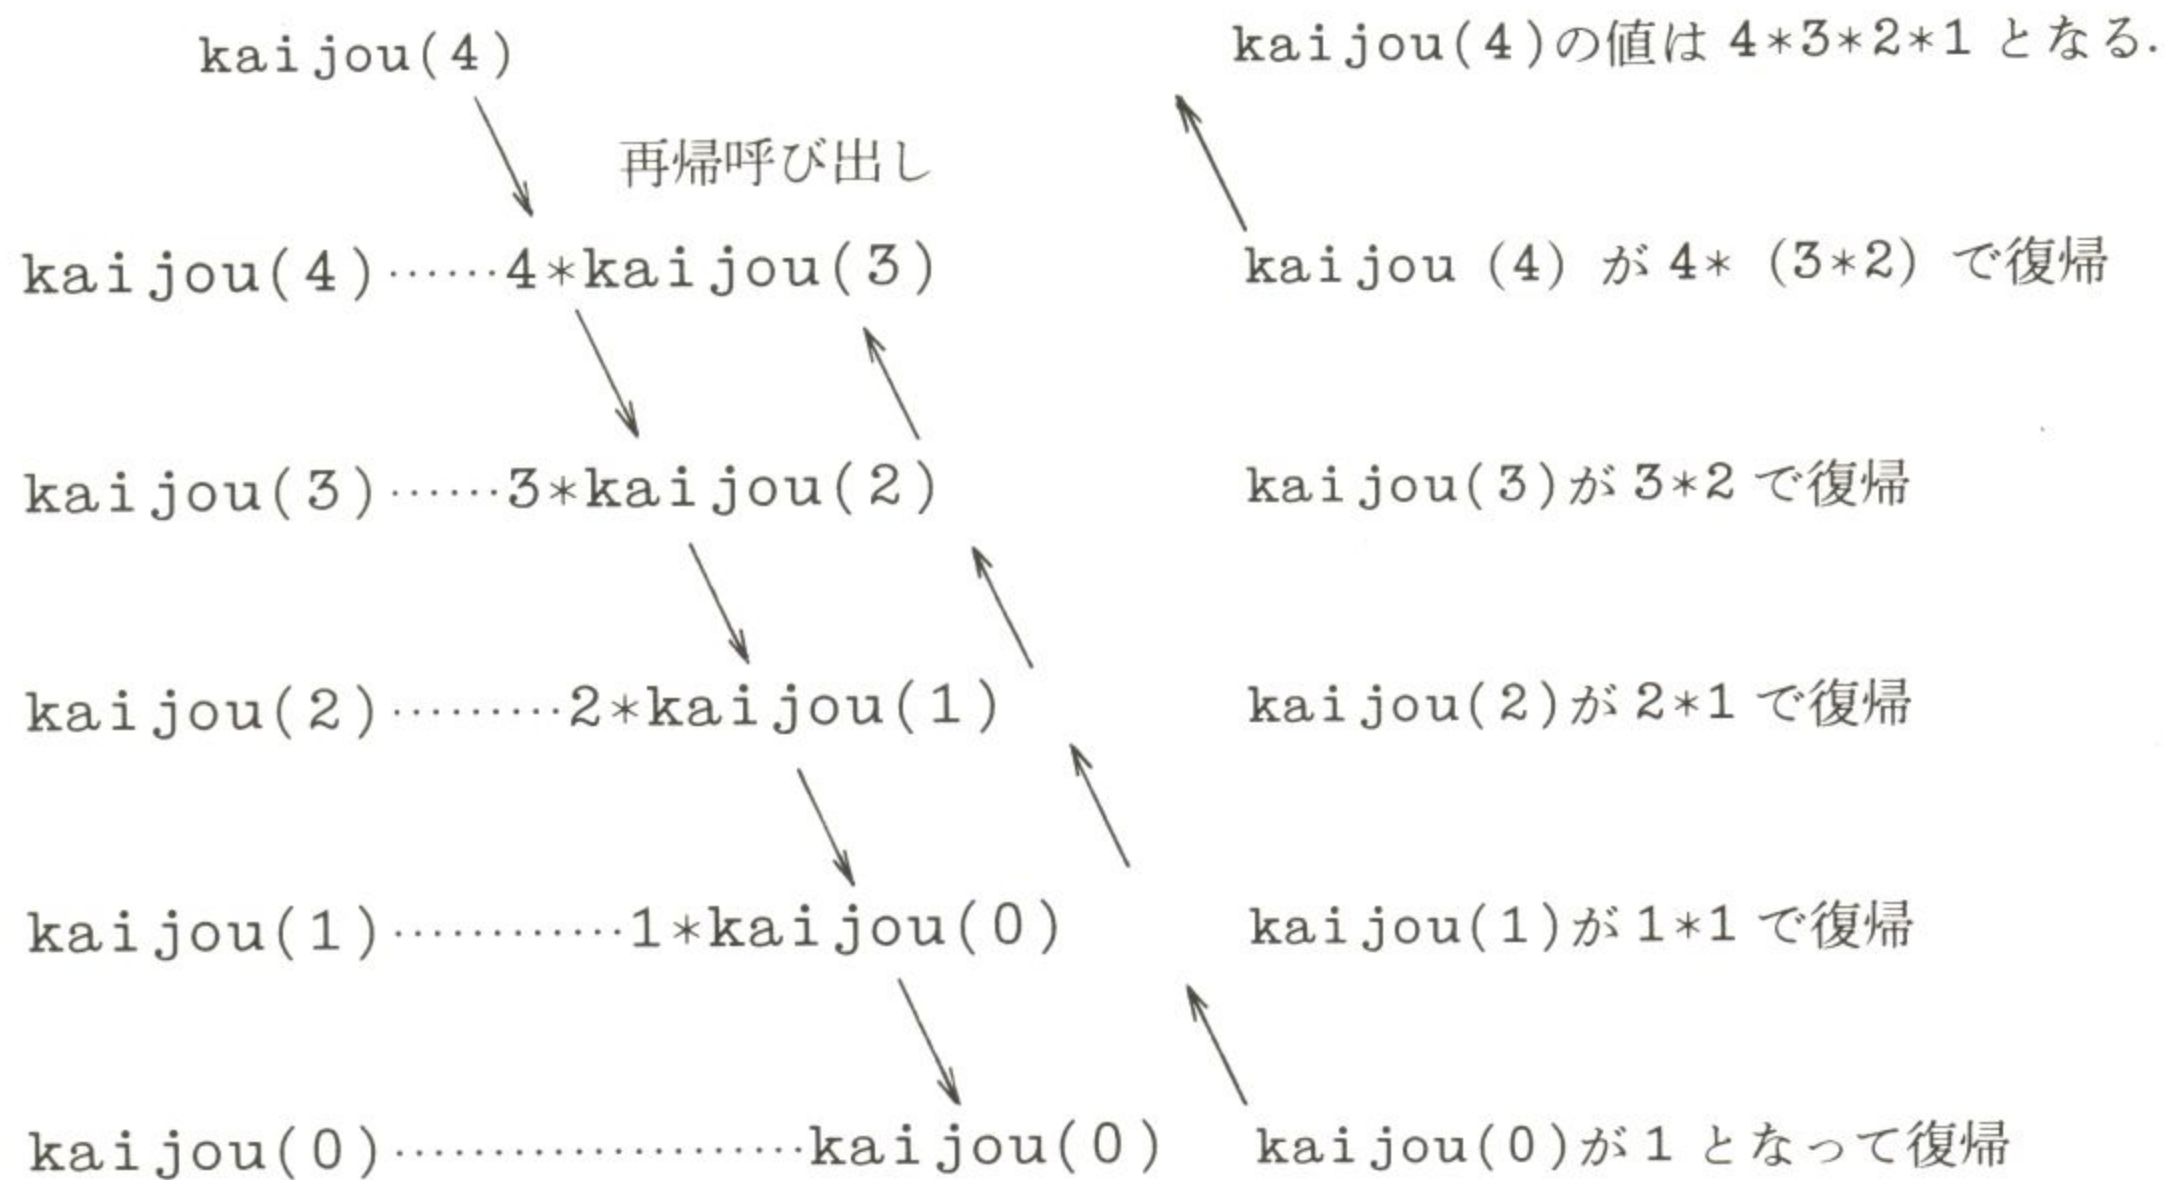 kaijou(4) kaijou(4)の値は 4*3*2*1 となる.
再帰呼び出し
kaijou(4)……4*kaijou(3) kaijou (4) が 4* (3*2) で復帰
kaijou(3)……3*kaijou(2) kaijou(3)が 3*2 で復帰
kaijou(2)………2*kaijou(1) kaijou(2)が 2*1 で復帰
kaijou(1)…………1*kaijou(0) kaijou(1)が 1*1 で復帰
kaijou(0)…………………kaijou(0) kaijou(0)が 1 となって復帰